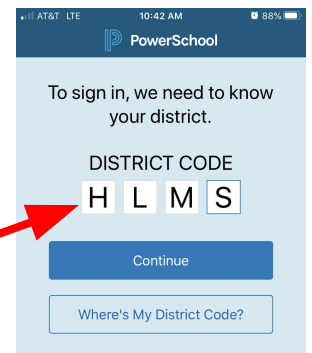 AT&T LTE 10:42 AM 88%
PowerSchool
To sign in, we need to know
your district.
DISTRICT CODE
H L M S
Continue
Where's My District Code?